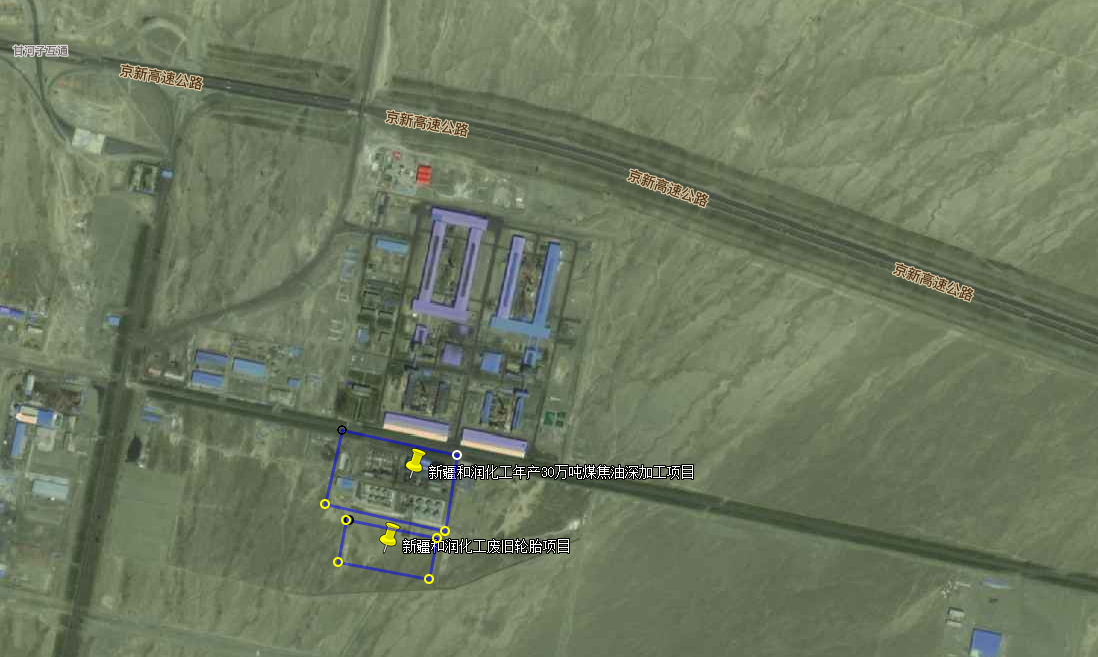 甘河子互通
京新高速公路
京新高速公路
京新高速公路
京新高速公路
新疆和润化工年产30万吨煤焦油深加工项目
新疆和润化工废旧轮胎项目